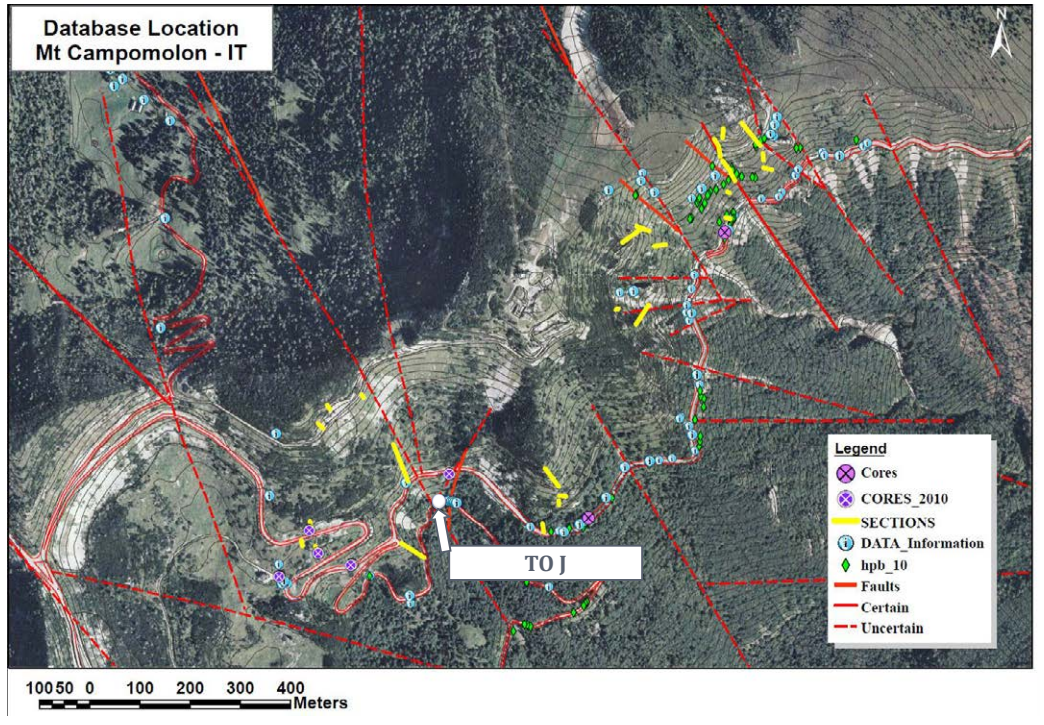 Database Location
Mt Campomolon - IT
N
TO J
Legend
Cores
CORES_2010
SECTIONS
DATA_Information
hpb_10
Faults
Certain
Uncertain
100 50 0 100 200 300 400
Meters